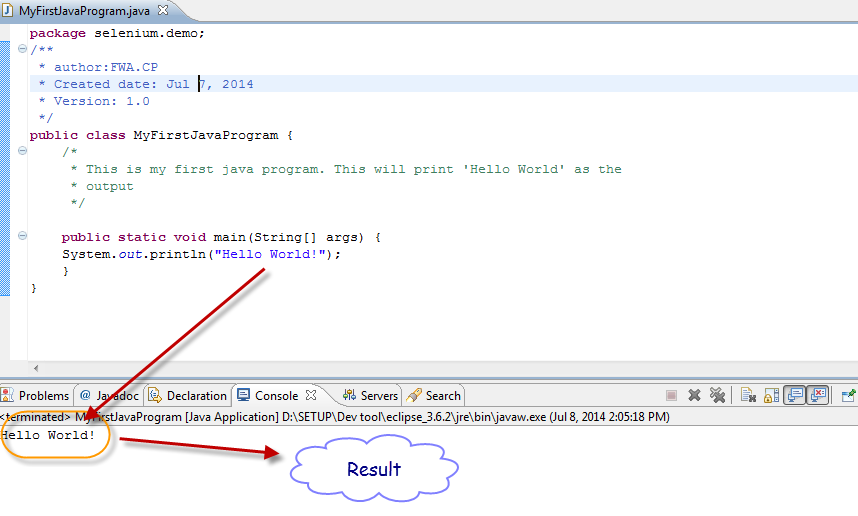 MyFirstJavaProgram.java
package selenium.demo;
/**
* author:FWA.CP
* Created date: Jul 7, 2014
* Version: 1.0
*/
public class MyFirstJavaProgram {
/*
* This is my first java program. This will print 'Hello World' as the
* output
*/
public static void main(String[] args) {
System.out.println("Hello World!");
}
}
Problems @ Javadoc Declaration Console Servers Search
<terminated> MyFirstJavaProgram [Java Application] D:\SETUP\Dev tool\eclipse_3.6.2\jre\bin\javaw.exe (Jul 8, 2014 2:05:18 PM)
Hello World!
Result